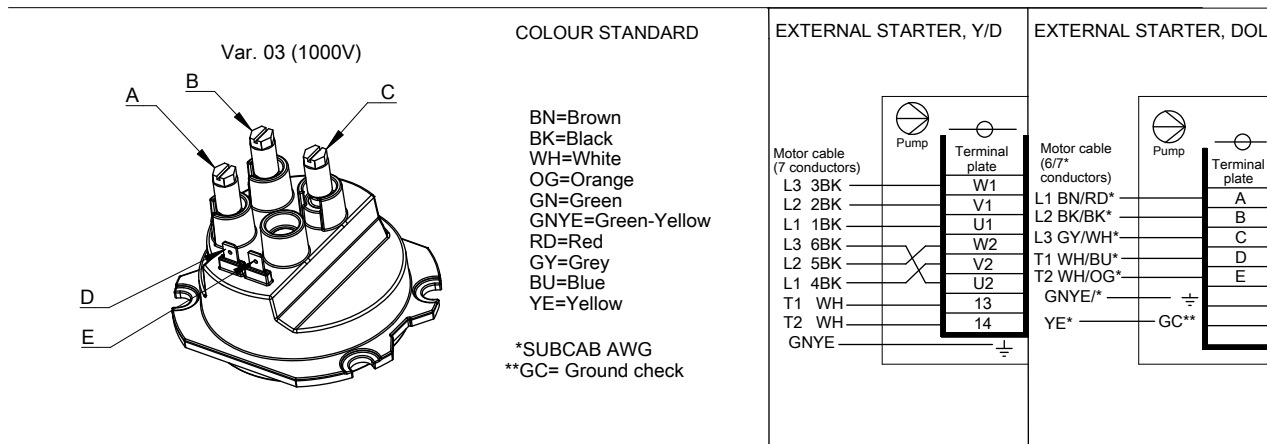 Var. 03 (1000V)
A
B
C
D
E
COLOUR STANDARD
BN=Brown
BK=Black
WH=White
OG=Orange
GN=Green
GNYE=Green-Yellow
RD=Red
GY=Grey
BU=Blue
YE=Yellow
*SUBCAB AWG
**GC= Ground check
EXTERNAL STARTER, Y/D
Pump
Terminal
plate
Motor cable
(7 conductors)
L3 3BK W1
L2 2BK V1
L1 1BK U1
L3 6BK W2
L2 5BK V2
L1 4BK U2
T1 WH 13
T2 WH 14
GNYE
EXTERNAL STARTER, DOL
Pump
Terminal
plate
Motor cable
(6/7*
conductors)
L1 BN/RD* A
L2 BK/BK* B
L3 GY/WH* C
T1 WH/BU* D
T2 WH/OG* E
GNYE/*
YE* GC**